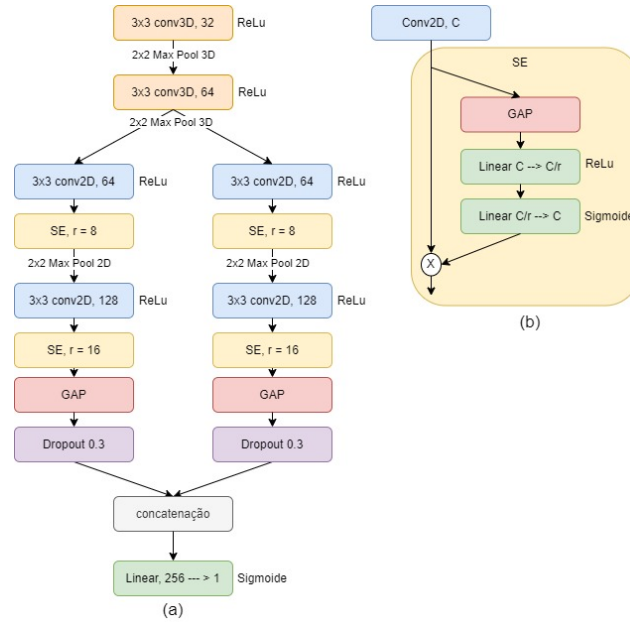 3x3 conv3D, 32
ReLu
2x2 Max Pool 3D
3x3 conv3D, 64
ReLu
2x2 Max Pool 3D
3x3 conv2D, 64
ReLu
3x3 conv2D, 64
ReLu
SE, r = 8
SE, r = 8
2x2 Max Pool 2D
2x2 Max Pool 2D
3x3 conv2D, 128
ReLu
3x3 conv2D, 128
ReLu
SE, r = 16
SE, r = 16
GAP
GAP
Dropout 0.3
Dropout 0.3
concatenação
Linear, 256 --- > 1
Sigmoide
(a)
Conv2D, C
SE
GAP
Linear C --> C/r
ReLu
Linear C/r --> C
Sigmoide
X
(b)